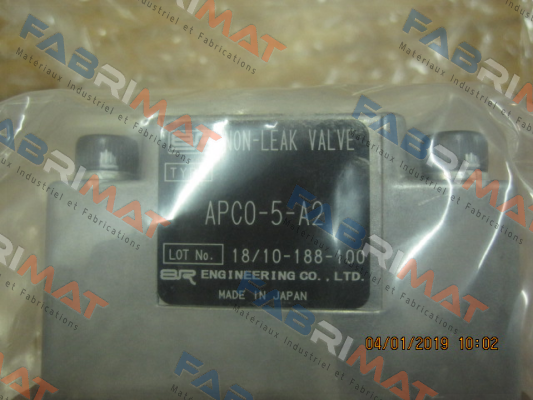 NON-LEAK VALVE
TYPE
APCO-5-A2
LOT No. 18/10-188-100
ENGINEERING CO., LTD.
MADE IN JAPAN
04/01/2019 10:02
FABRIMAT
Materiaux Industriel et Fabrications